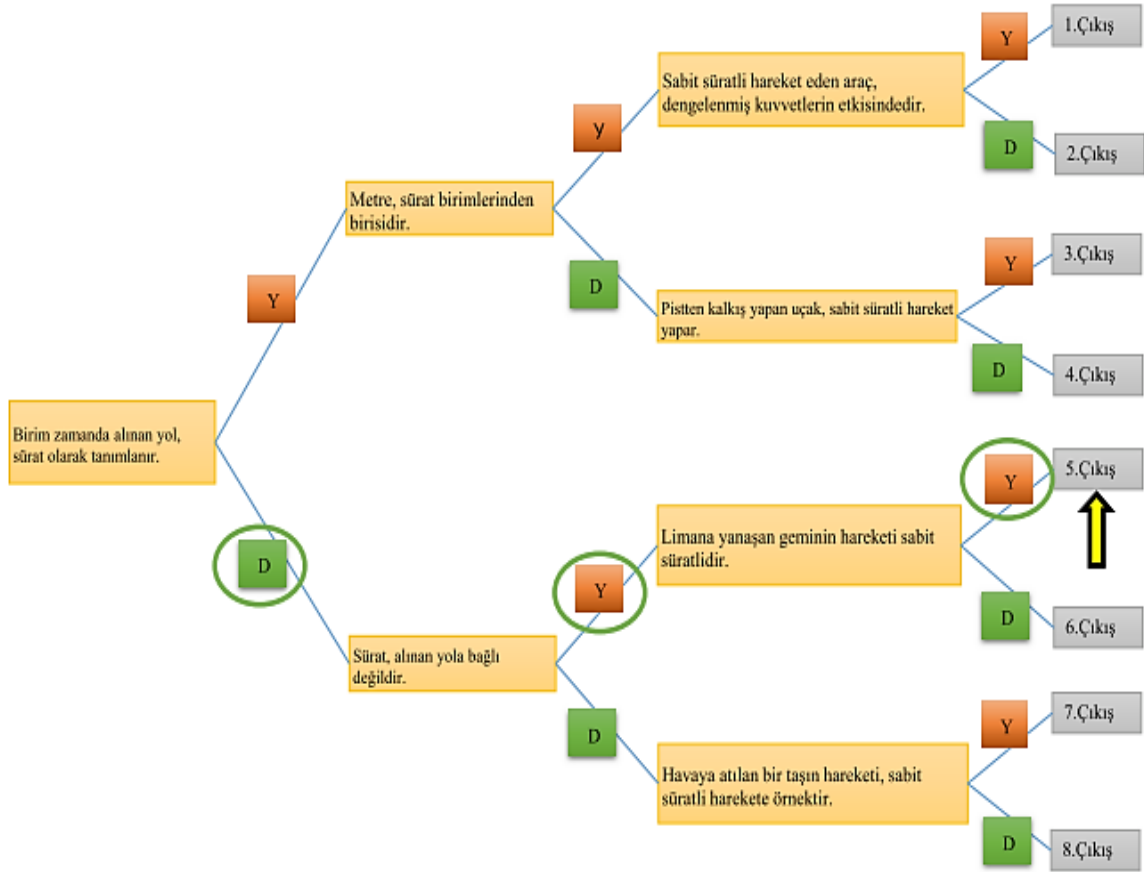 Y
1.Çıkış
Sabit süratli hareket eden araç,
dengelenmiş kuvvetlerin etkisindedir.
y
D
2.Çıkış
Metre, sürat birimlerinden
birisidir.
Y
3.Çıkış
Y
D
Pistten kalkış yapan uçak, sabit süratli hareket
yapar.
D
4.Çıkış
Birim zamanda alınan yol,
sürat olarak tanımlanır.
Y
5.Çıkış
Limana yanaşan geminin hareketi sabit
süratlidir.
D
Y
D
6.Çıkış
Sürat, alınan yola bağlı
değildir.
Y
7.Çıkış
D
Havaya atılan bir taşın hareketi, sabit
süratli harekete örnektir.
D
8.Çıkış